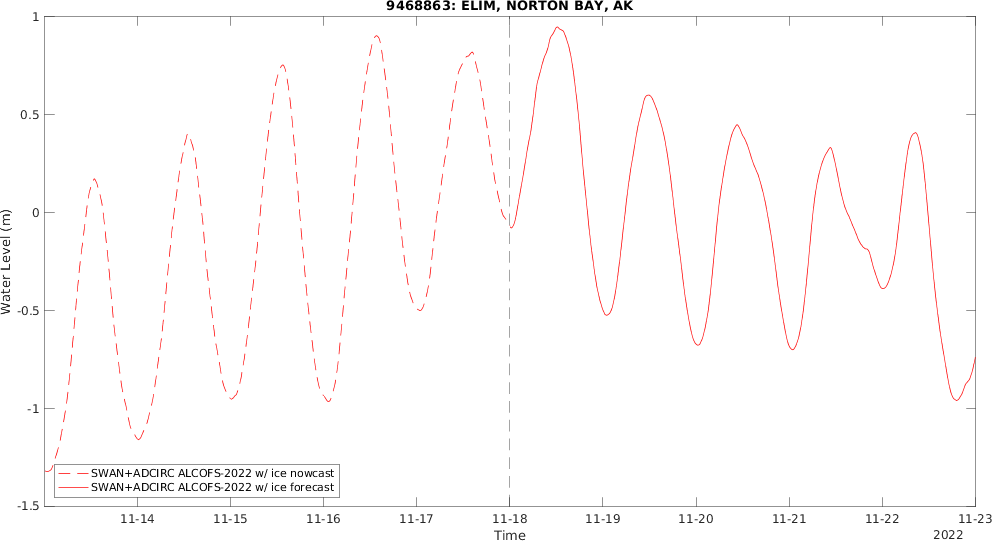 9468863: ELIM, NORTON BAY, AK
1
0.5
0
-0.5
-1
-1.5
Water Level (m)
SWAN+ADCIRC ALCOFS-2022 w/ ice nowcast
SWAN+ADCIRC ALCOFS-2022 w/ ice forecast
11-14 11-15 11-16 11-17 11-18 11-19 11-20 11-21 11-22 11-23
Time
2022